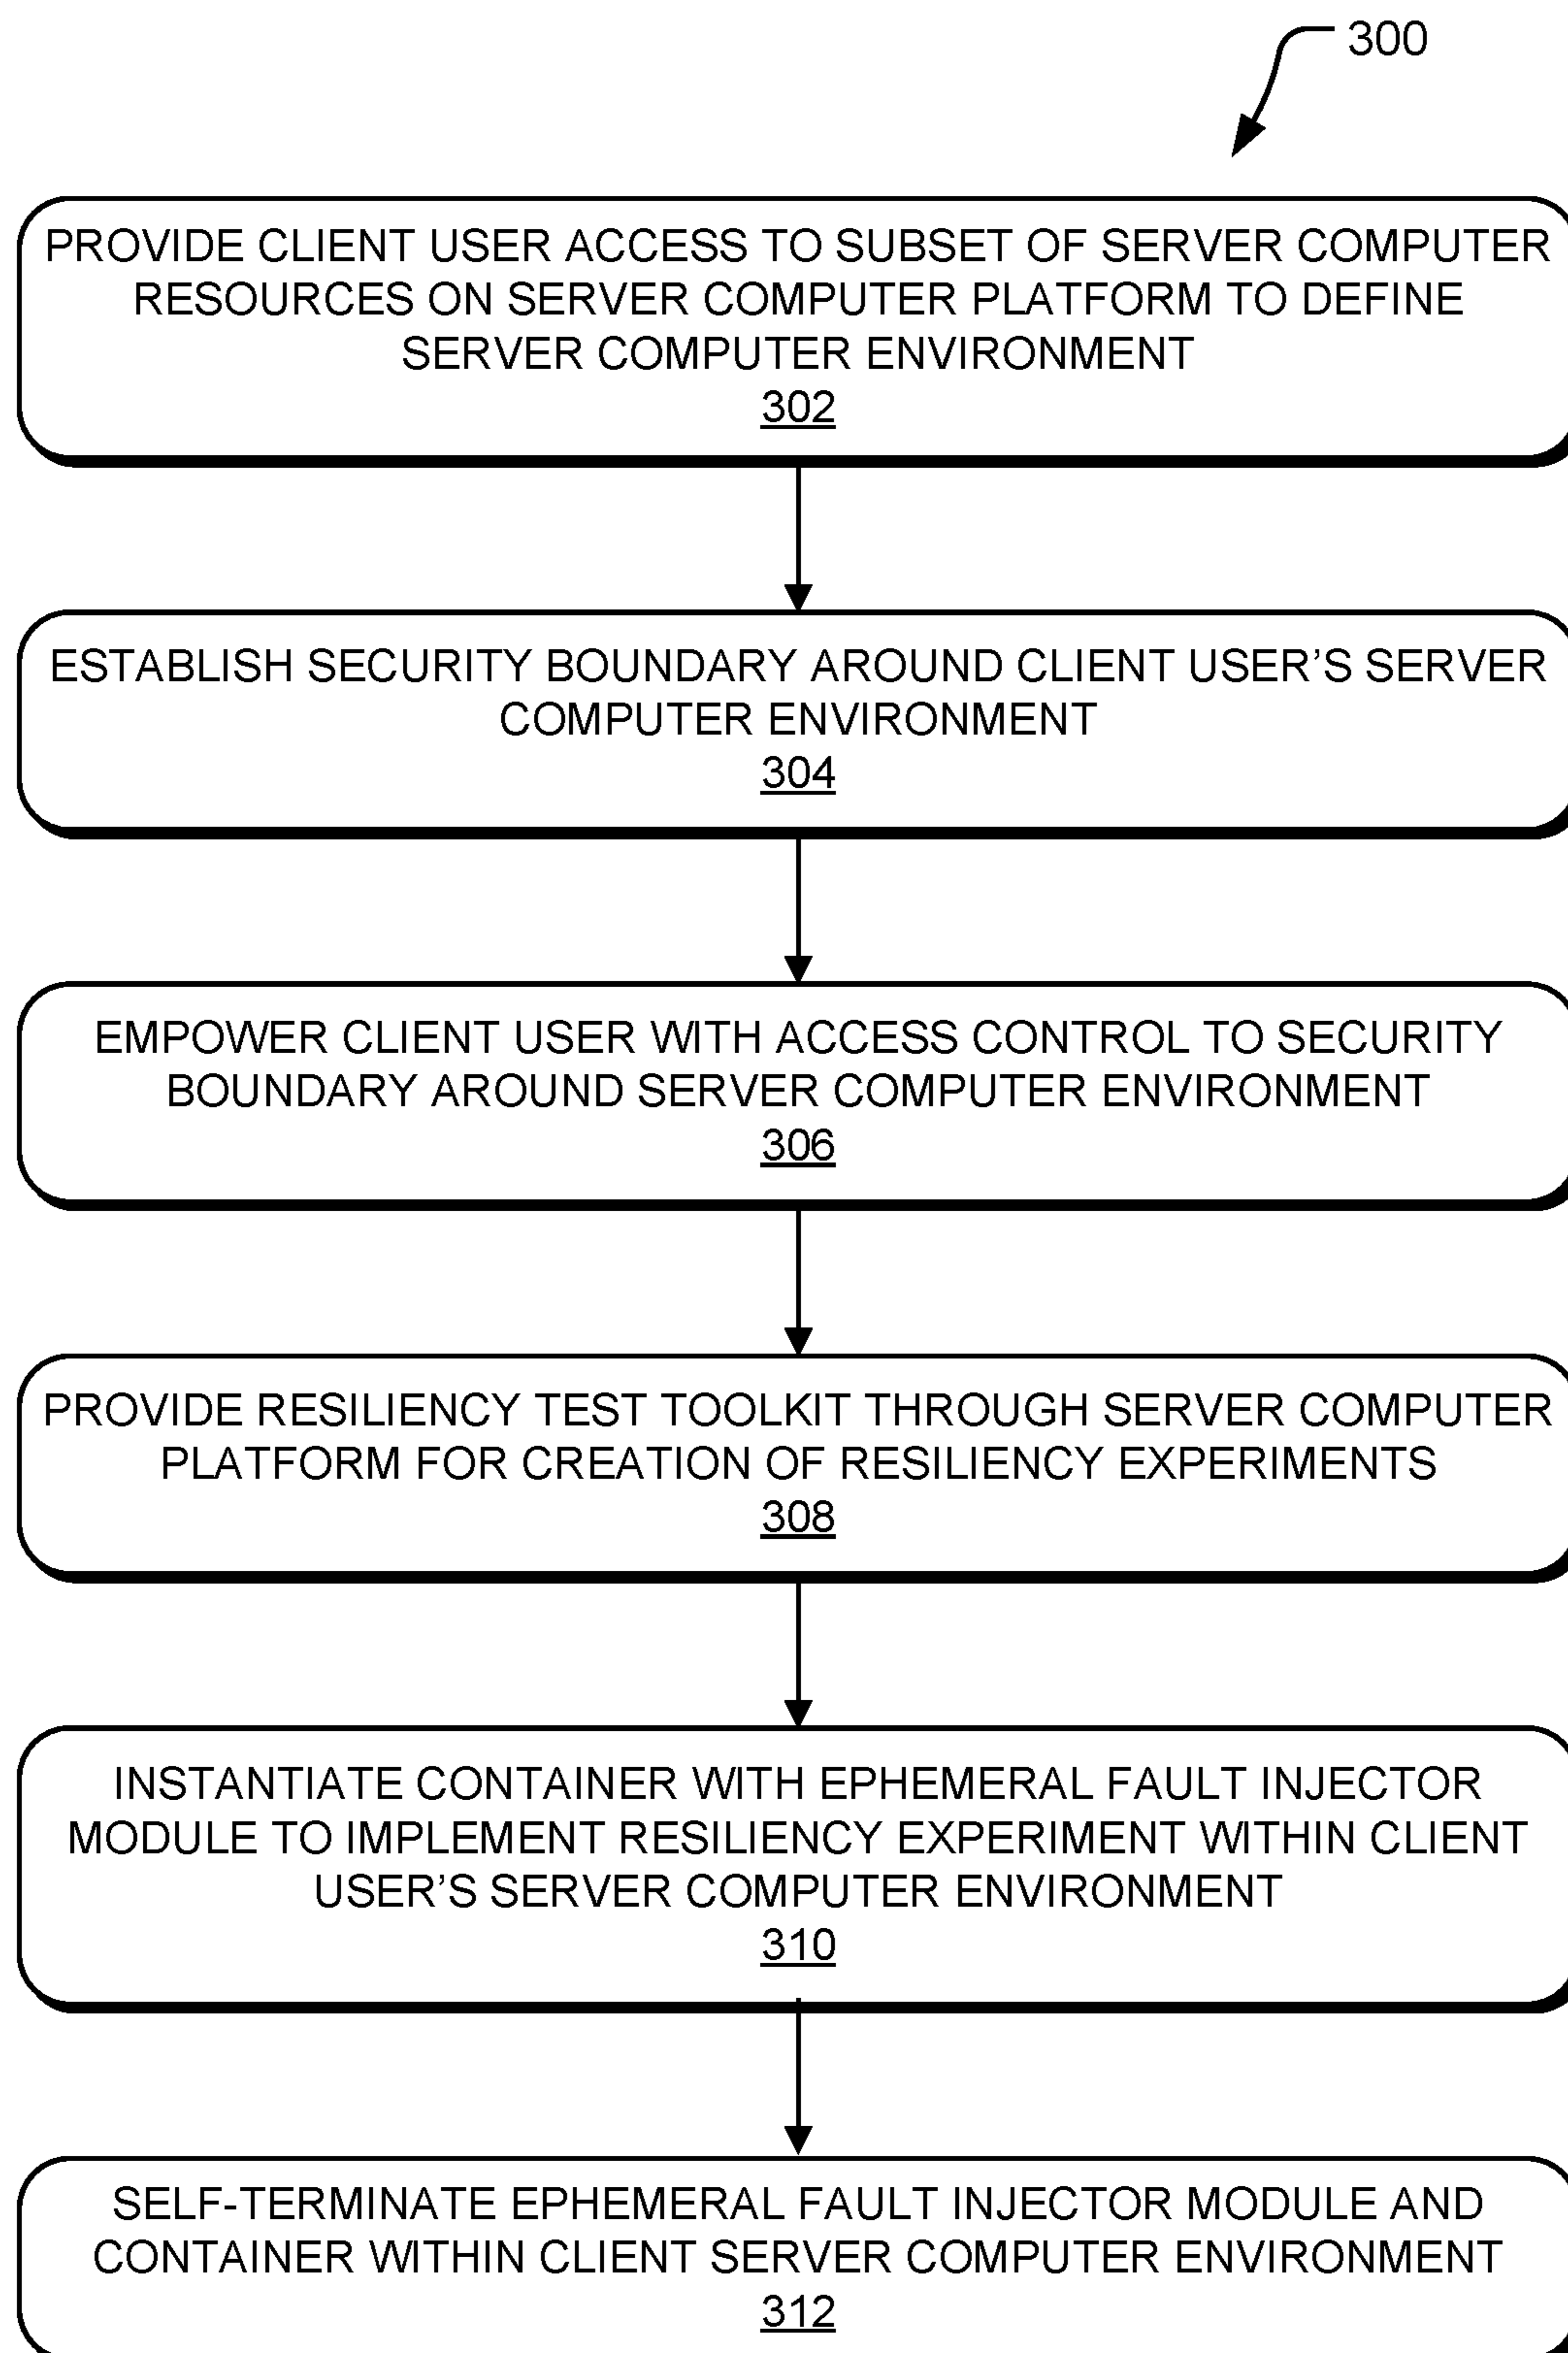 300
PROVIDE CLIENT USER ACCESS TO SUBSET OF SERVER COMPUTER
RESOURCES ON SERVER COMPUTER PLATFORM TO DEFINE
SERVER COMPUTER ENVIRONMENT
302
ESTABLISH SECURITY BOUNDARY AROUND CLIENT USER'S SERVER
COMPUTER ENVIRONMENT
304
EMPOWER CLIENT USER WITH ACCESS CONTROL TO SECURITY
BOUNDARY AROUND SERVER COMPUTER ENVIRONMENT
306
PROVIDE RESILIENCY TEST TOOLKIT THROUGH SERVER COMPUTER
PLATFORM FOR CREATION OF RESILIENCY EXPERIMENTS
308
INSTANTIATE CONTAINER WITH EPHEMERAL FAULT INJECTOR
MODULE TO IMPLEMENT RESILIENCY EXPERIMENT WITHIN CLIENT
USER'S SERVER COMPUTER ENVIRONMENT
310
SELF-TERMINATE EPHEMERAL FAULT INJECTOR MODULE AND
CONTAINER WITHIN CLIENT SERVER COMPUTER ENVIRONMENT
312